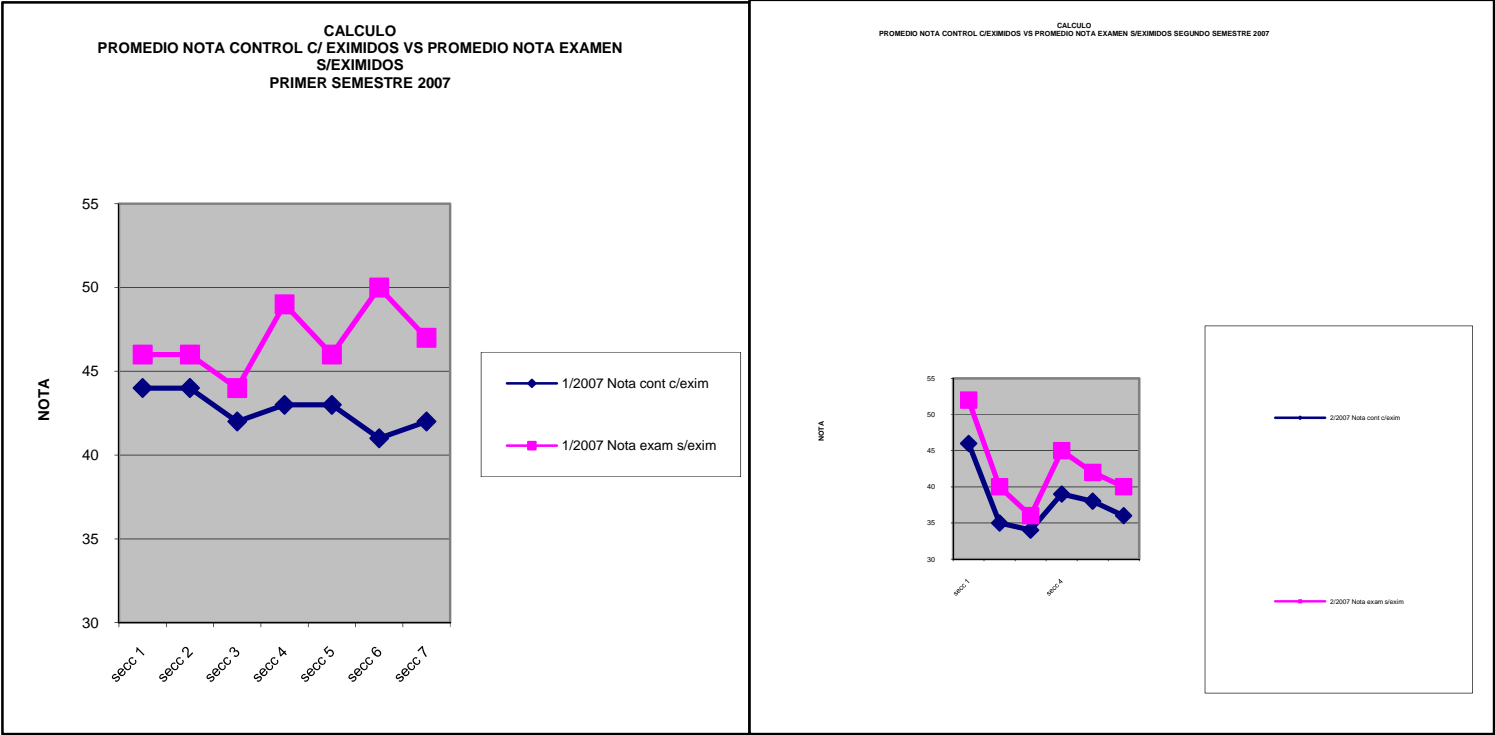 CALCULO
PROMEDIO NOTA CONTROL C/ EXIMIDOS VS PROMEDIO NOTA EXAMEN
S/EXIMIDOS
PRIMER SEMESTRE 2007
55
50
45
40
35
30
NOTA
secc 1
secc 2
secc 3
secc 4
secc 5
secc 6
secc 7
1/2007 Nota cont c/exim
1/2007 Nota exam s/exim
CALCULO
PROMEDIO NOTA CONTROL C/EXIMIDOS VS PROMEDIO NOTA EXAMEN S/EXIMIDOS SEGUNDO SEMESTRE 2007
55
50
45
40
35
30
NOTA
secc 1
secc 4
2/2007 Nota cont c/exim
2/2007 Nota exam s/exim